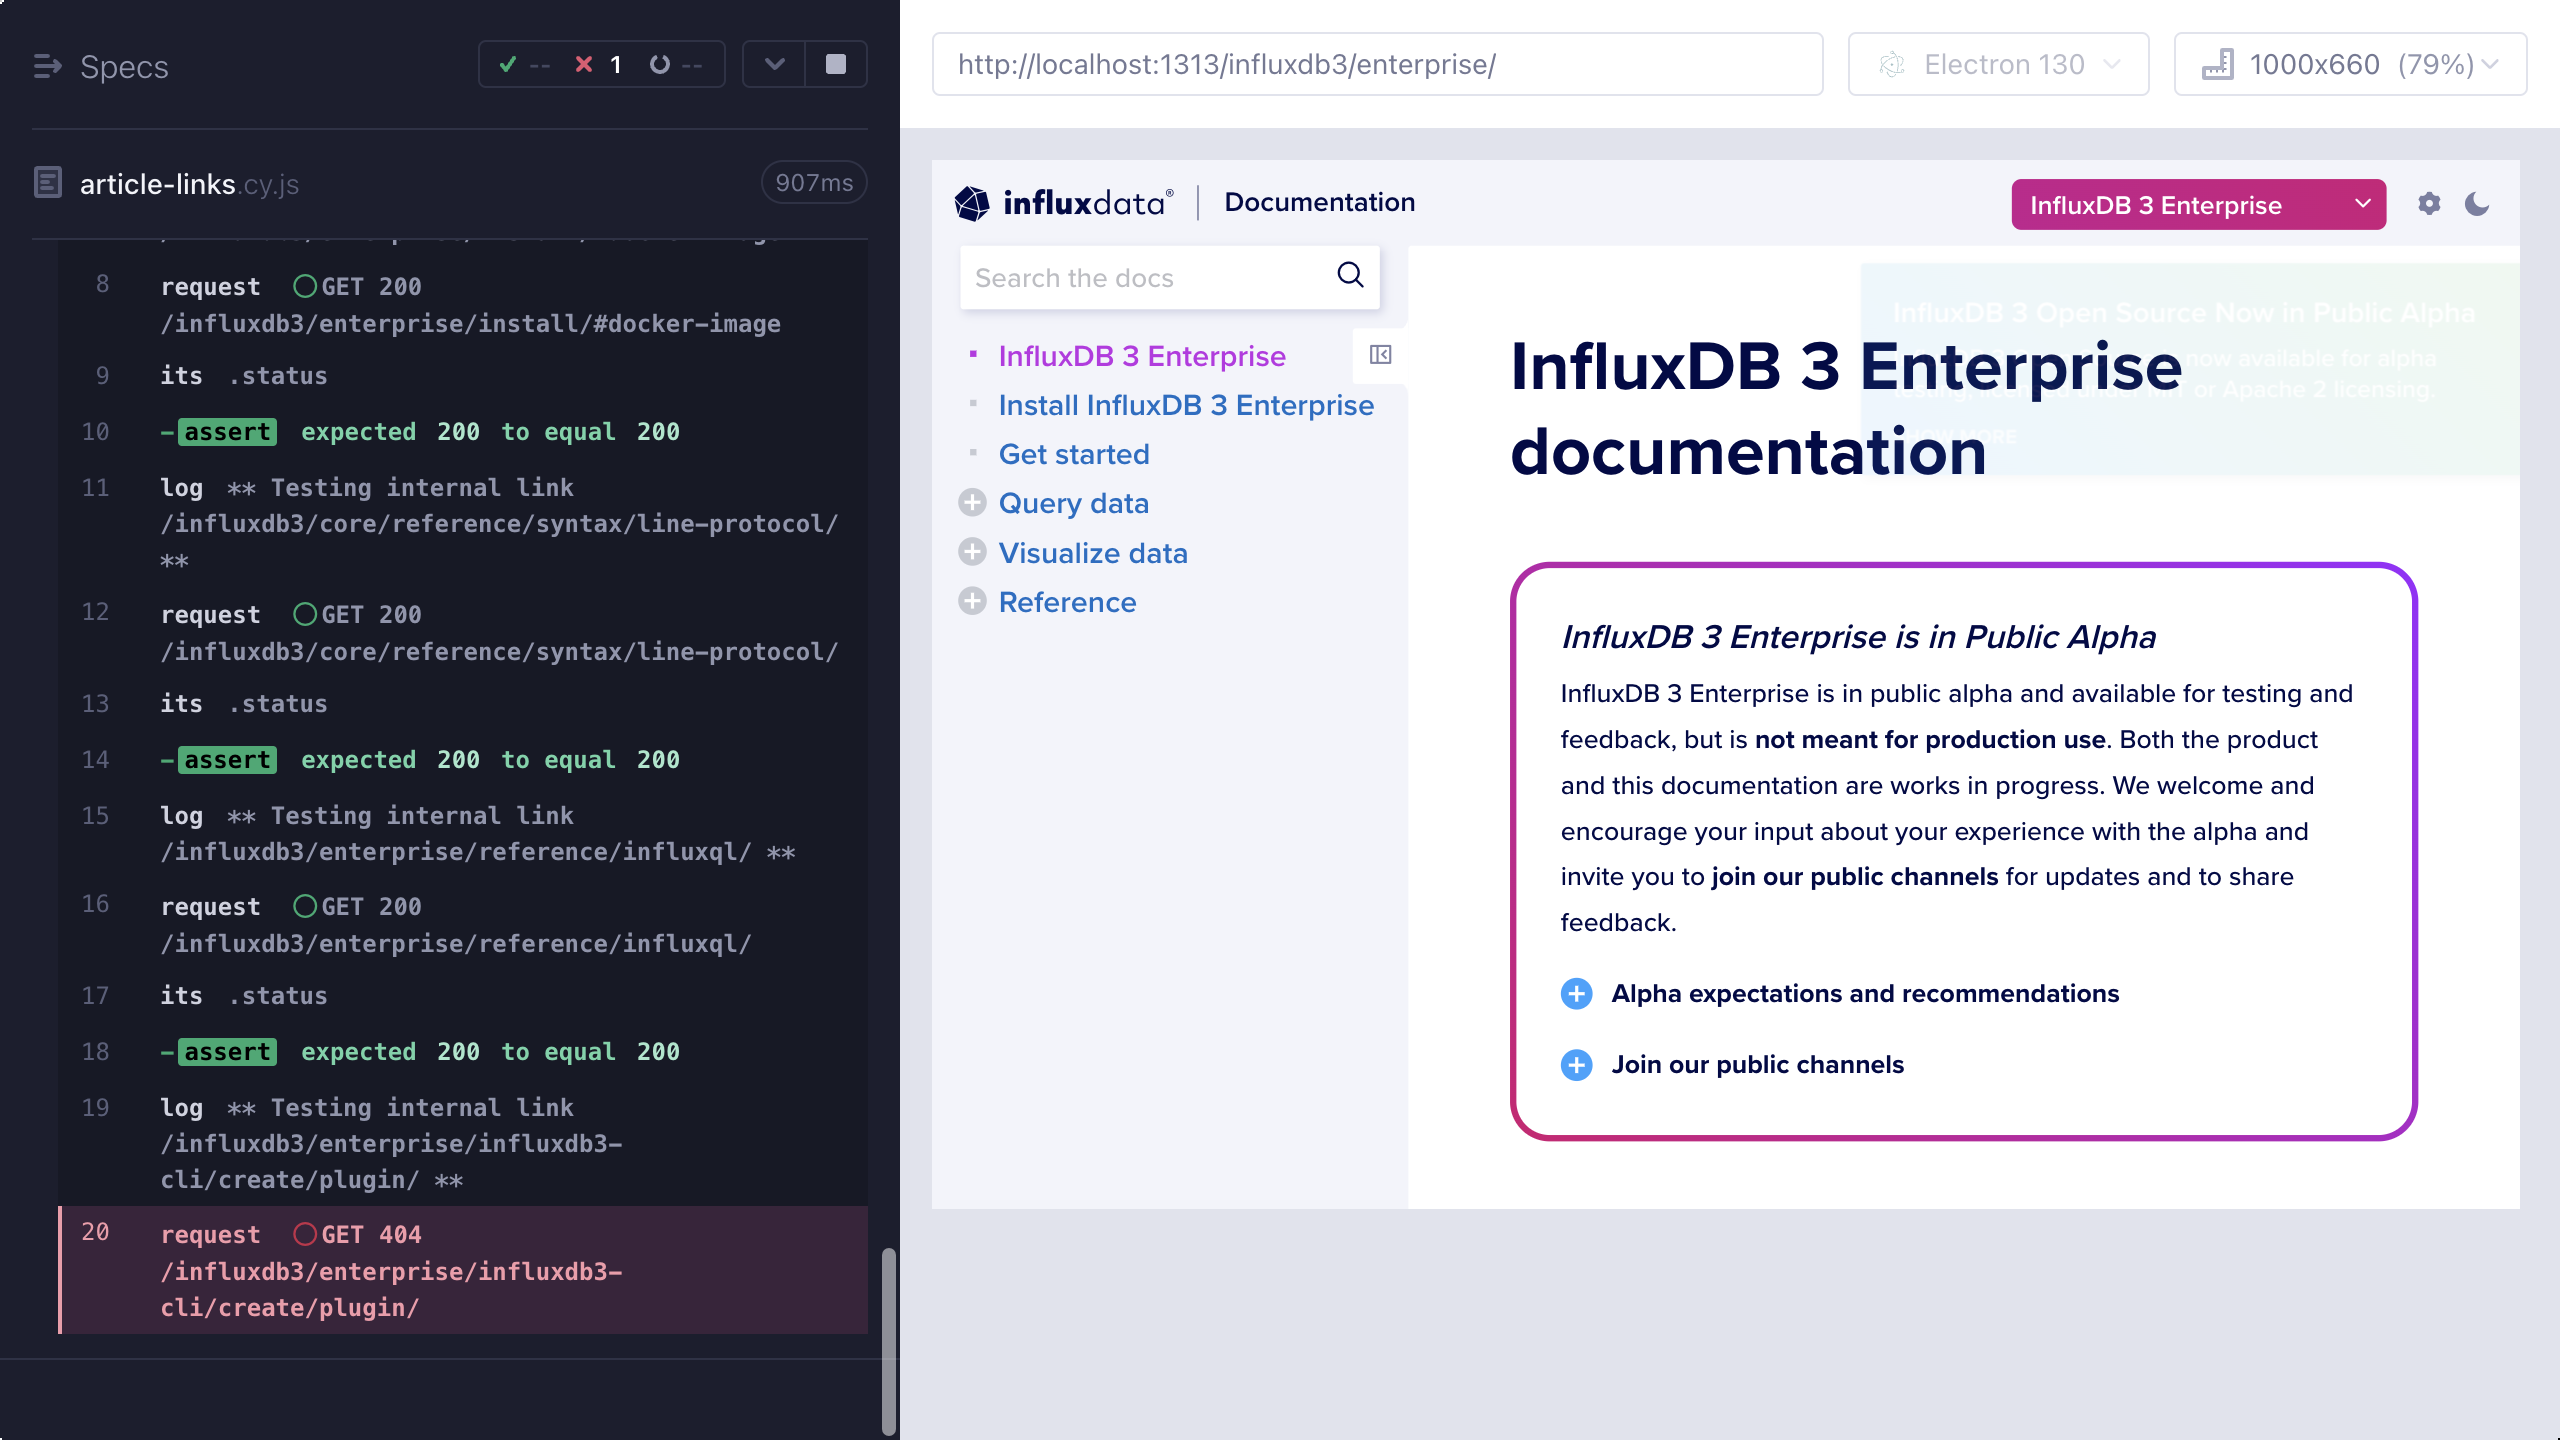 Specs
-- 1 --
article-links.cy.js
907ms
8 request GET 200
/influxdb3/enterprise/install/#docker-image
9 its .status
10 -assert expected 200 to equal 200
11 log ** Testing internal link
/influxdb3/core/reference/syntax/line-protocol/
**
12 request GET 200
/influxdb3/core/reference/syntax/line-protocol/
13 its .status
14 -assert expected 200 to equal 200
15 log ** Testing internal link
/influxdb3/enterprise/reference/influxql/ **
16 request GET 200
/influxdb3/enterprise/reference/influxql/
17 its .status
18 -assert expected 200 to equal 200
19 log ** Testing internal link
/influxdb3/enterprise/influxdb3-
cli/create/plugin/ **
20 request GET 404
/influxdb3/enterprise/influxdb3-
cli/create/plugin/
http://localhost:1313/influxdb3/enterprise/
Electron 130
1000x660 (79%)
influxdata®
Documentation
InfluxDB 3 Enterprise
Search the docs
InfluxDB 3 Enterprise
Install InfluxDB 3 Enterprise
Get started
Query data
Visualize data
Reference
InfluxDB 3 Open Source Now in Public Alpha
now available for alpha
testing, licensed under MIT or Apache 2 licensing.
InfluxDB 3 Enterprise
documentation
InfluxDB 3 Enterprise is in Public Alpha
InfluxDB 3 Enterprise is in public alpha and available for testing and
feedback, but is not meant for production use. Both the product
and this documentation are works in progress. We welcome and
encourage your input about your experience with the alpha and
invite you to join our public channels for updates and to share
feedback.
Alpha expectations and recommendations
Join our public channels